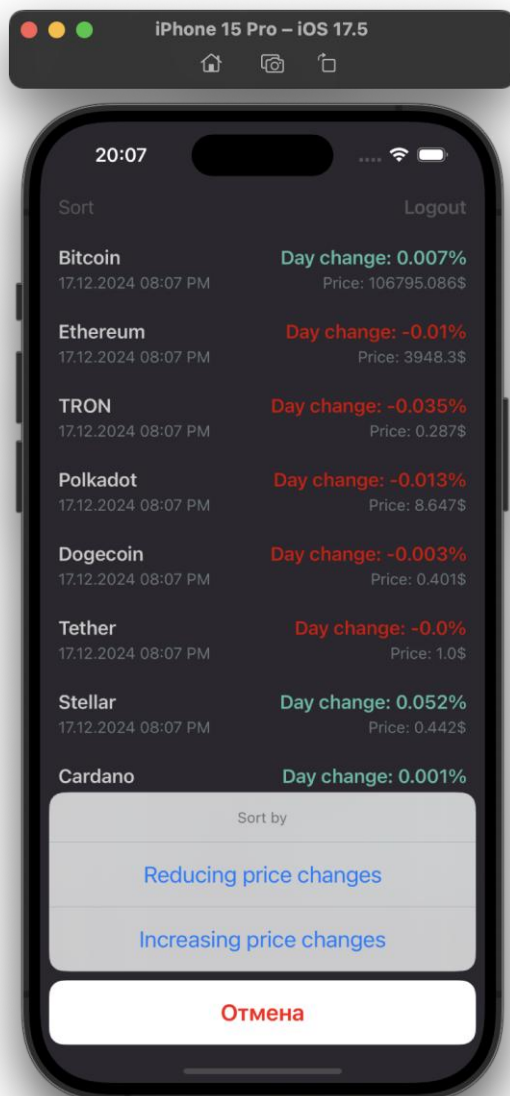 iPhone 15 Pro – iOS 17.5
20:07
Sort Logout
Bitcoin Day change: 0.007%
17.12.2024 08:07 PM Price: 106795.086$
Ethereum Day change: -0.01%
17.12.2024 08:07 PM Price: 3948.3$
TRON Day change: -0.035%
17.12.2024 08:07 PM Price: 0.287$
Polkadot Day change: -0.013%
17.12.2024 08:07 PM Price: 8.647$
Dogecoin Day change: -0.003%
17.12.2024 08:07 PM Price: 0.401$
Tether Day change: -0.0%
17.12.2024 08:07 PM Price: 1.0$
Stellar Day change: 0.052%
17.12.2024 08:07 PM Price: 0.442$
Cardano Day change: 0.001%
Sort by
Reducing price changes
Increasing price changes
Отмена